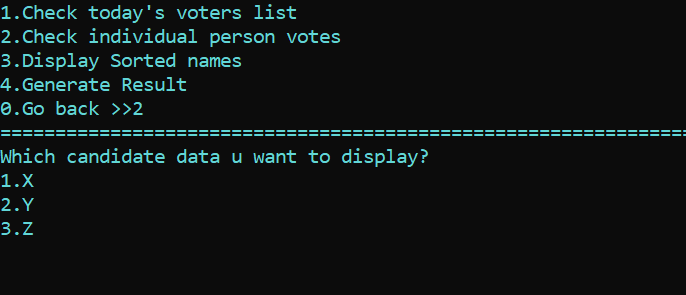 1.Check today's voters list
2.Check individual person votes
3.Display Sorted names
4.Generate Result
0.Go back >>2
===============================================================
Which candidate data u want to display?
1.X
2.Y
3.Z